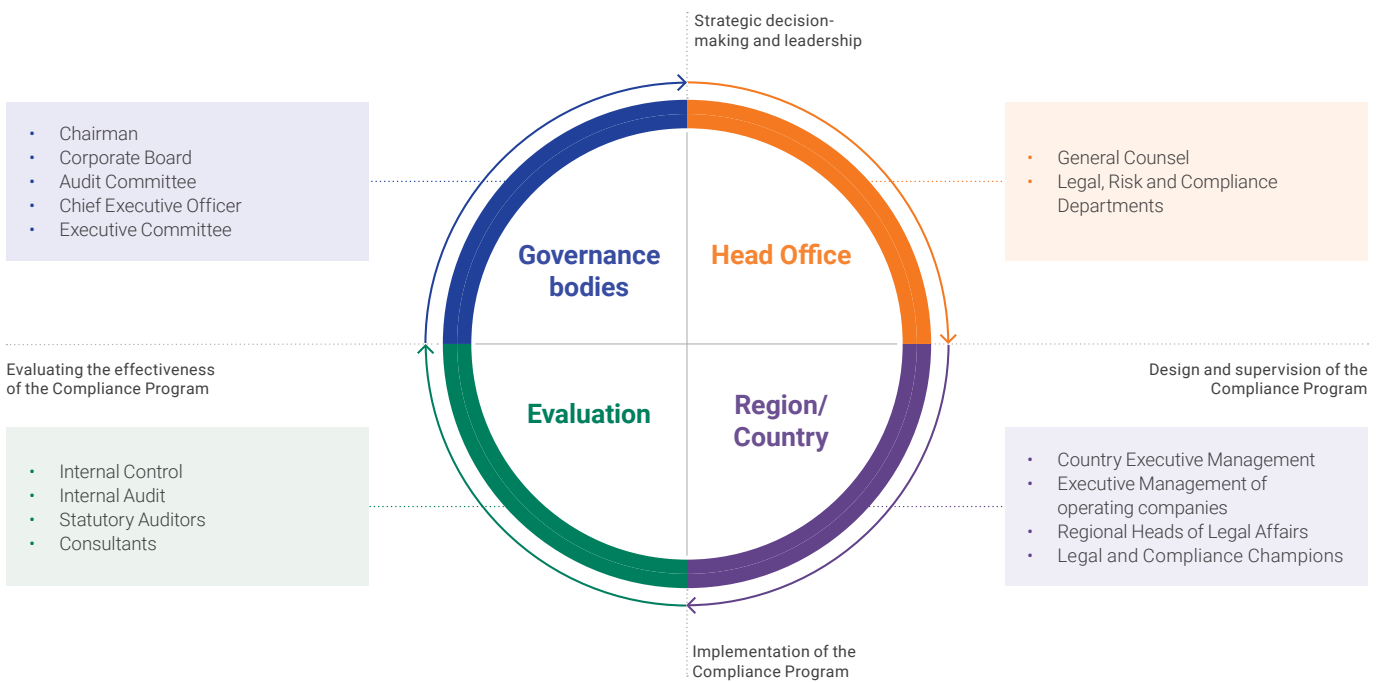 Strategic decision-
making and leadership
Chairman
Corporate Board
Audit Committee
Chief Executive Officer
Executive Committee
General Counsel
Legal, Risk and Compliance
Departments
Governance
bodies
Head Office
Evaluating the effectiveness
of the Compliance Program
Design and supervision of the
Compliance Program
Evaluation
Region/
Country
Internal Control
Internal Audit
Statutory Auditors
Consultants
Country Executive Management
Executive Management of
operating companies
Regional Heads of Legal Affairs
Legal and Compliance Champions
Implementation of the
Compliance Program